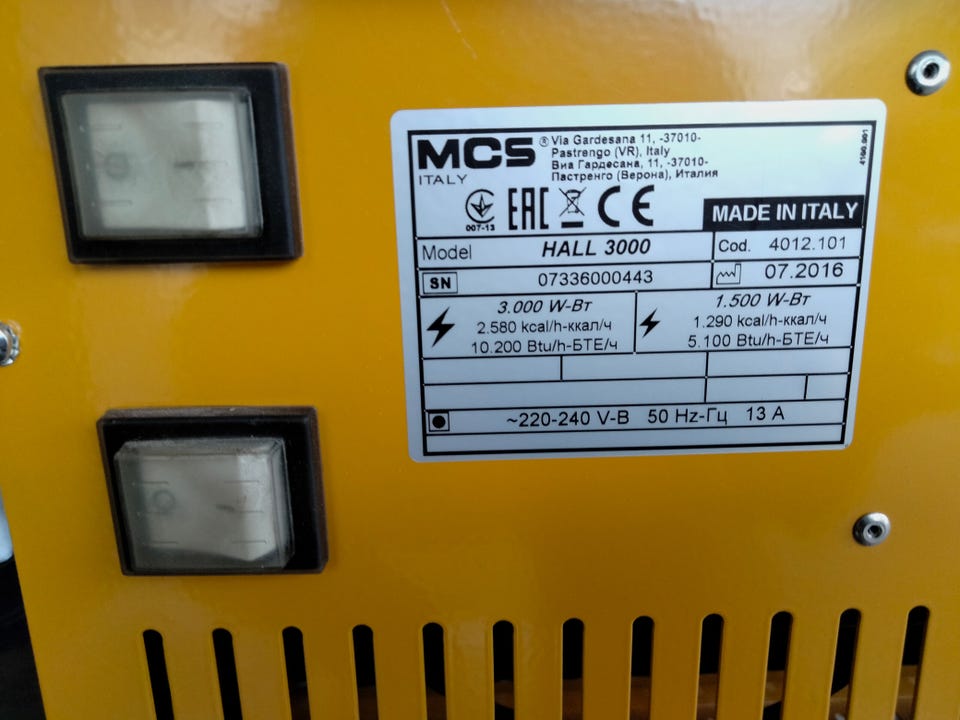 MCS ® Via Gardesana 11, -37010-
Pastrengo (VR), Italy
Виа Гардесана, 11, -37010-
ITALY Пастренго (Верона), Италия
4160.901
EAC CE
007-13
MADE IN ITALY
Model HALL 3000 Cod. 4012.101
SN 07336000443 07.2016
3.000 W-Вт 1.500 W-Вт
2.580 kcal/h-ккал/ч 1.290 kcal/h-ккал/ч
10.200 Btu/h-БТЕ/ч 5.100 Btu/h-БТЕ/ч
~220-240 V-В 50 Hz-Гц 13 A